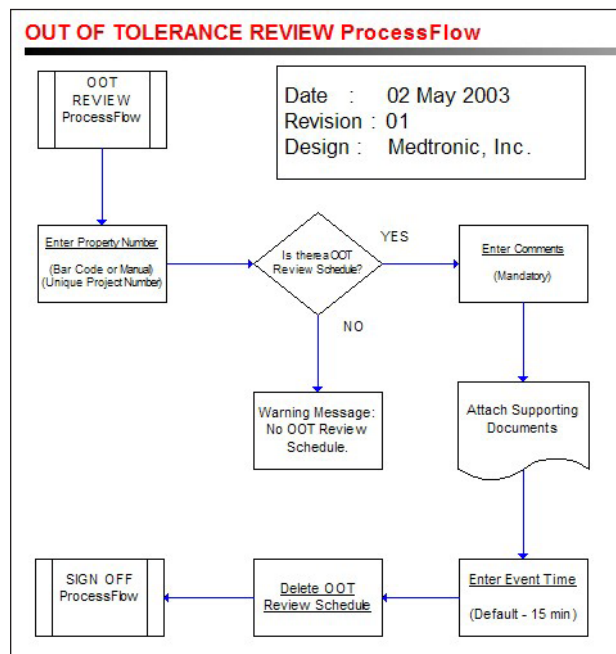 OUT OF TOLERANCE REVIEW ProcessFlow
OOT
REVIEW
ProcessFlow
Date : 02 May 2003
Revision : 01
Design : Medtronic, Inc.
Enter Property Number
(Bar Code or Manual)
(Unique Project Number)
Is there a OOT
Review Schedule?
YES
Enter Comments
(Mandatory)
NO
Warning Message:
No OOT Review
Schedule.
Attach Supporting
Documents
SIGN OFF
ProcessFlow
Delete OOT
Review Schedule
Enter Event Time
(Default - 15 min)